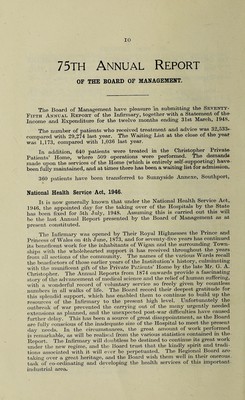 10
75TH ANNUAL REPORT
OF THE BOARD OF MANAGEMENT.
The Board of Management have pleasure in submitting the SEVENTY-
FIFTH ANNUAL REPORT of the Infirmary, together with a Statement of the
Income and Expenditure for the twelve months ending 31st March, 1948.
The number of patients who received treatment and advice was 32,533,
compared with 29,274 last year. The Waiting List at the close of the year
was 1,173, compared with 1,036 last year.
In addition, 640 patients were treated in the Christopher Private
Patients' Home, where 509 operations were performed. The demands
made upon the services of the Home (which is entirely self-supporting) have
been fully maintained, and at times there has been a waiting list for admission.
360 patients have been transferred to Sunnyside Annexe, Southport.
National Health Service Act, 1946.
It is now generally known that under the National Health Service Act,
1946, the appointed day for the taking over of the Hospitals by the State
has been fixed for 5th July, 1948. Assuming this is carried out this will
be the last Annual Report presented by the Board of Management as at
present constituted.
The Infirmary was opened by Their Royal Highnesses the Prince and
Princess of Wales on 4th June, 1873, and for seventy-five years has continued
its beneficent work for the inhabitants of Wigan and the surrounding Town-
ships with the wholehearted support and goodwill throughout the years
from all sections of the community. The names of the various Wards recall
the benefactors of those earlier years of the Institution's history, culminating
with the munificent gift of the Private Patients' Home by the late Mr. G. A.
Christopher. The Annual Reports from 1874 onwards provide a fascinating
story of the advancement of medical science and the relief of human suffering,
with a wonderful record of voluntary service so freely given by countless
numbers in all walks of life. The Board record their deepest gratitude for
this splendid support, which has enabled them to continue to build up the
resources of the Infirmary to the present high level. Unfortunately the
outbreak of war prevented the carrying out of the many urgently needed
extensions as planned, and the unexpected post-war difficulties have caused
further delay. This has been a source of great disappointment, as the Board
are fully conscious of the inadequate size of the Hospital to meet the present
day needs. In the circumstances, the great amount of work performed
is remarkable, as will be realised from the various statistics contained in the
Report. The Infirmary will doubtless be destined to continue its great work
under the new regime, and the Board trust that the kindly spirit and tradi-
tions associated with it will ever be perpetuated. The Regional Board are
taking over a great heritage, and the Board wish them well in their onerous
task of co-ordinating and developing the health services of this important
industrial area.